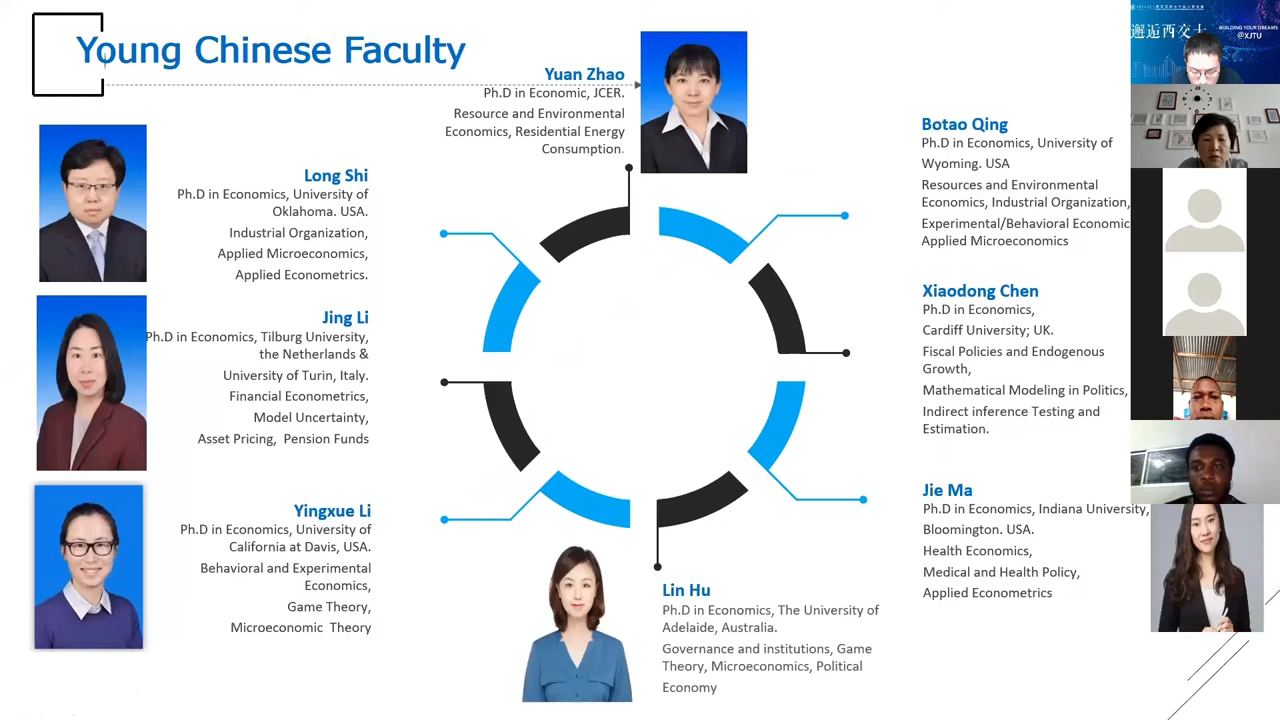 Young Chinese Faculty
Yuan Zhao
Ph.D in Economic, JCER.
Resource and Environmental
Economics, Residential Energy
Consumption.
Long Shi
Ph.D in Economics, University of
Oklahoma. USA.
Industrial Organization,
Applied Microeconomics,
Applied Econometrics.
Jing Li
Ph.D in Economics, Tilburg University,
the Netherlands &
University of Turin, Italy.
Financial Econometrics,
Model Uncertainty,
Asset Pricing, Pension Funds
Yingxue Li
Ph.D in Economics, University of
California at Davis, USA.
Behavioral and Experimental
Economics,
Game Theory,
Microeconomic Theory
Lin Hu
Ph.D in Economics, The University of
Adelaide, Australia.
Governance and institutions, Game
Theory, Microeconomics, Political
Economy
Botao Qing
Ph.D in Economics, University of
Wyoming. USA
Resources and Environmental
Economics, Industrial Organization,
Experimental/Behavioral Economic
Applied Microeconomics
Xiaodong Chen
Ph.D in Economics,
Cardiff University; UK.
Fiscal Policies and Endogenous
Growth,
Mathematical Modeling in Politics,
Indirect inference Testing and
Estimation.
Jie Ma
Ph.D in Economics, Indiana University,
Bloomington. USA.
Health Economics,
Medical and Health Policy,
Applied Econometrics
BUILDING YOUR DREAMS
@XJTU
邂逅西交